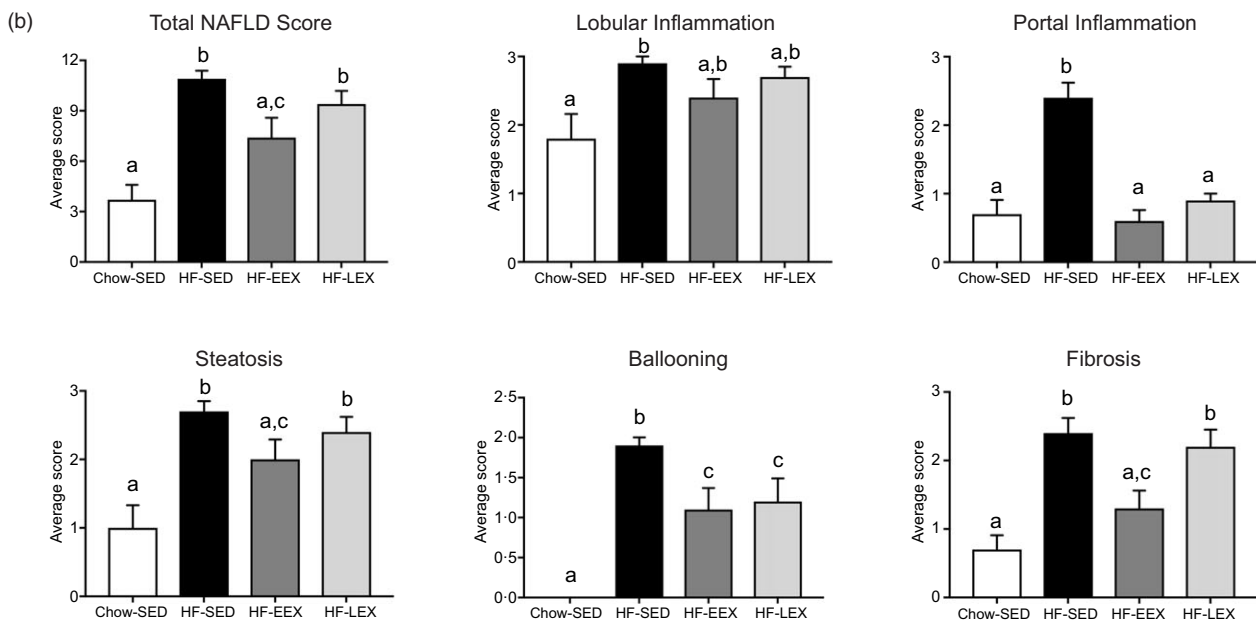 (b)
Total NAFLD Score
Average score
12
9
6
3
0
a
b
a,c
b
Chow-SED HF-SED HF-EEX HF-LEX
Lobular Inflammation
Average score
3
2
1
0
a
b
a,b
a,b
Chow-SED HF-SED HF-EEX HF-LEX
Portal Inflammation
Average score
3
2
1
0
a
b
a
a
Chow-SED HF-SED HF-EEX HF-LEX
Steatosis
Average score
3
2
1
0
a
b
a,c
b
Chow-SED HF-SED HF-EEX HF-LEX
Ballooning
Average score
2·5
2·0
1·5
1·0
0·5
0·0
a
b
c
c
Chow-SED HF-SED HF-EEX HF-LEX
Fibrosis
Average score
3
2
1
0
a
b
a,c
b
Chow-SED HF-SED HF-EEX HF-LEX